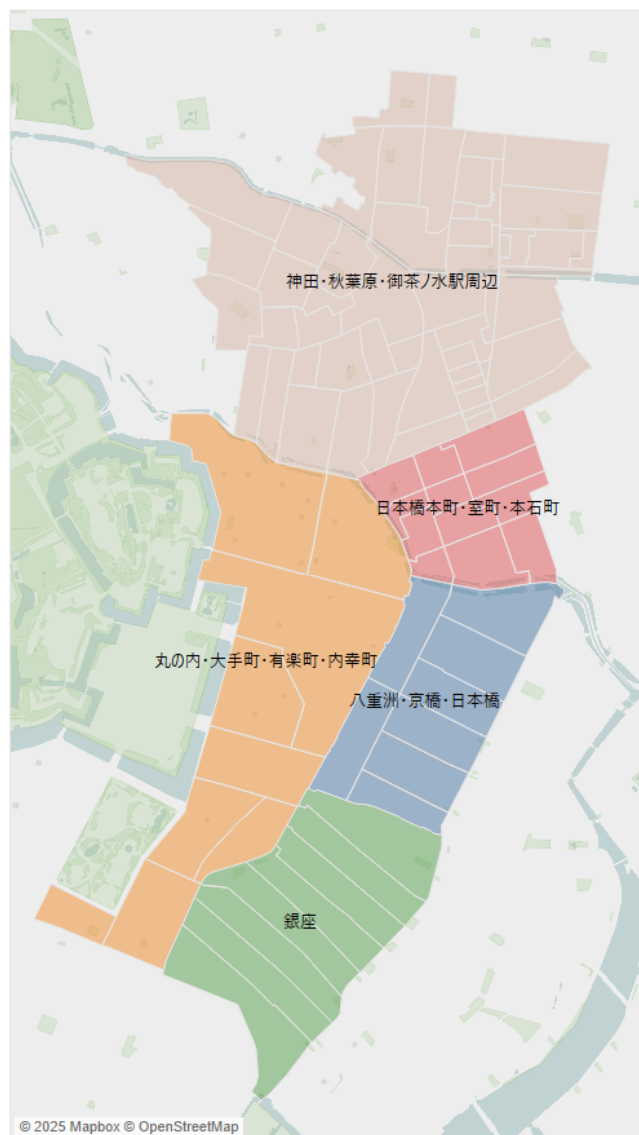 神田・秋葉原・御茶ノ水駅周辺
日本橋本町・室町・本石町
丸の内・大手町・有楽町・内幸町
八重洲・京橋・日本橋
銀座
© 2025 Mapbox © OpenStreetMap